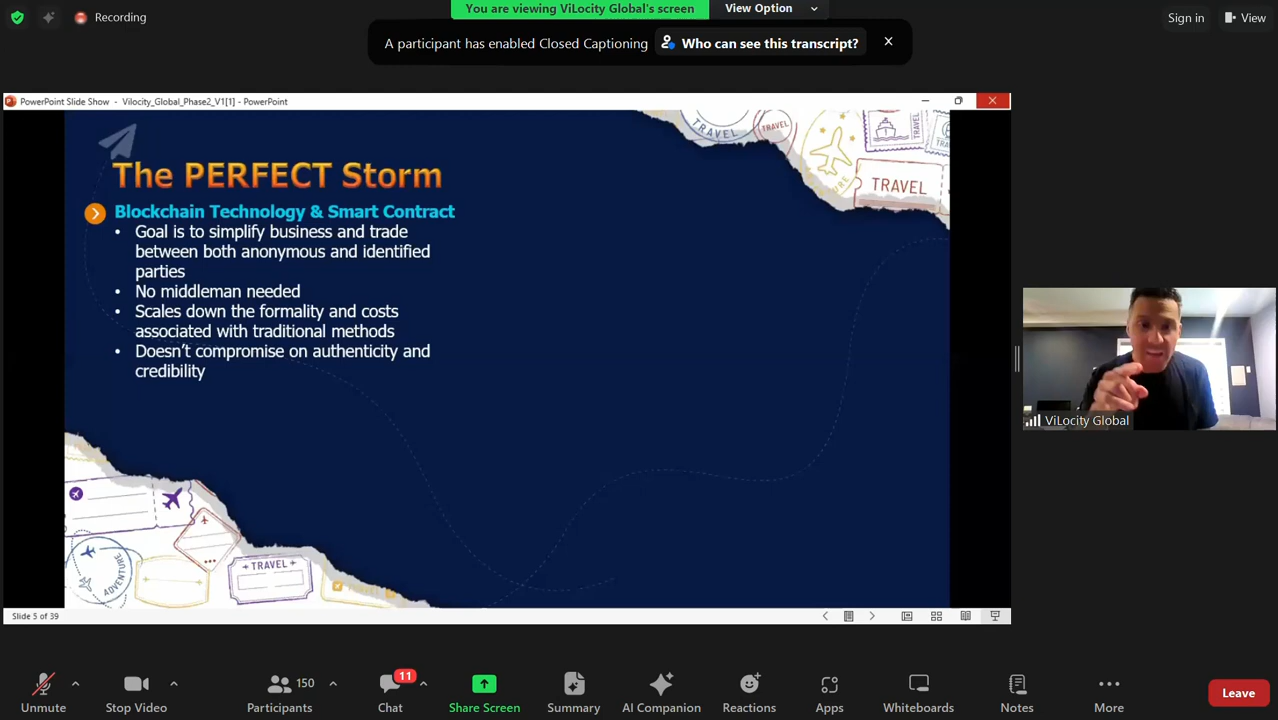 You are viewing ViLocity Global's screen
View Option
Recording
Sign in
View
A participant has enabled Closed Captioning
Who can see this transcript?
PowerPoint Slide Show - Vilocity_Global_Phase2_V1[1] - PowerPoint
TRAVEL
TRAVEL
TRAVEL
TRAVEL
The PERFECT Storm
Blockchain Technology & Smart Contract
• Goal is to simplify business and trade
between both anonymous and identified
parties
• No middleman needed
• Scales down the formality and costs
associated with traditional methods
• Doesn't compromise on authenticity and
credibility
ViLocity Global
ADVENTURE
TRAVEL
Slide 5 of 39
11
150
Unmute
Stop Video
Participants
Chat
Share Screen
Summary
AI Companion
Reactions
Apps
Whiteboards
Notes
More
Leave